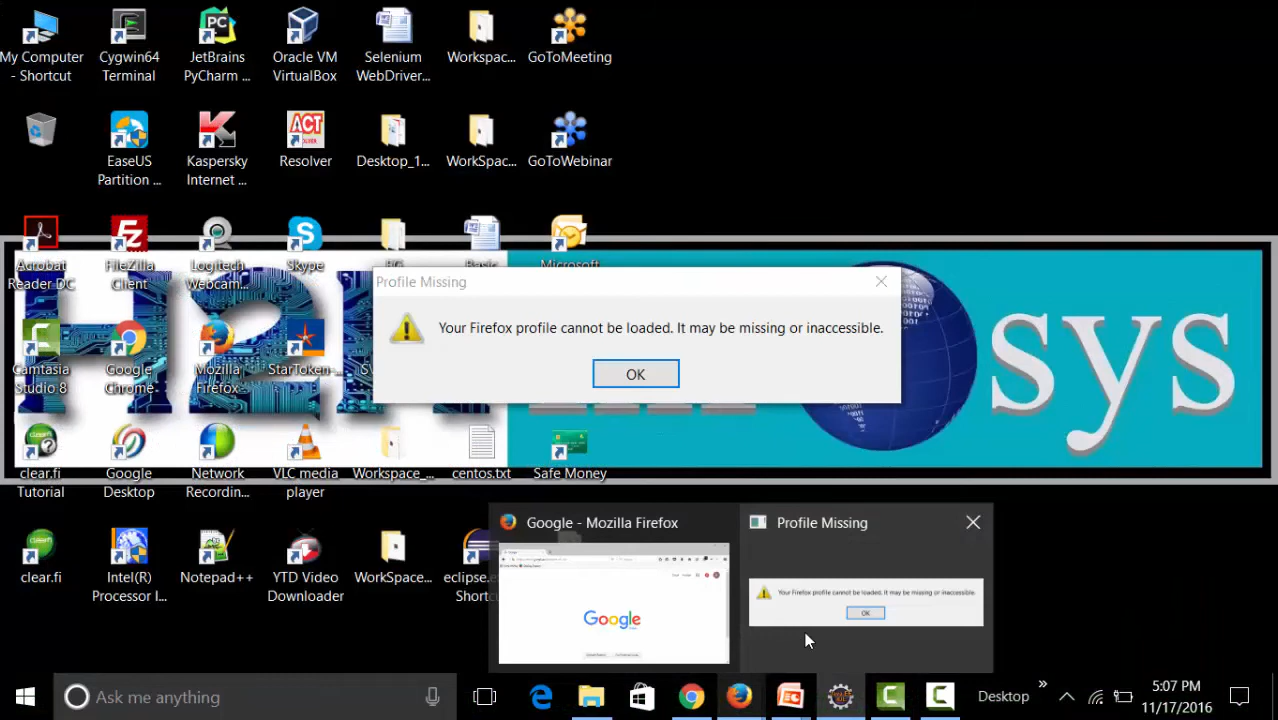 My Computer - Shortcut
Cygwin64 Terminal
JetBrains PyCharm ...
Oracle VM VirtualBox
Selenium WebDriver...
Workspac...
GoToMeeting
EaseUS Partition ...
Kaspersky Internet ...
Resolver
Desktop_1...
WorkSpac...
GoToWebinar
Acrobat Reader DC
FileZilla Client
Logitech Webcam...
Skype
Microsoft
Profile Missing
Your Firefox profile cannot be loaded. It may be missing or inaccessible.
OK
sys
Camtasia Studio 8
Google Chrome
Mozilla Firefox
StarToken
clear.fi Tutorial
Google Desktop
Network Recordin...
VLC media player
Workspace_...
centos.txt
Safe Money
Google - Mozilla Firefox
Profile Missing
Google
Your Firefox profile cannot be loaded. It may be missing or inaccessible.
OK
clear.fi
Intel(R) Processor I...
Notepad++
YTD Video Downloader
WorkSpace...
eclipse.e
Shortc
Ask me anything
Desktop
5:07 PM
11/17/2016